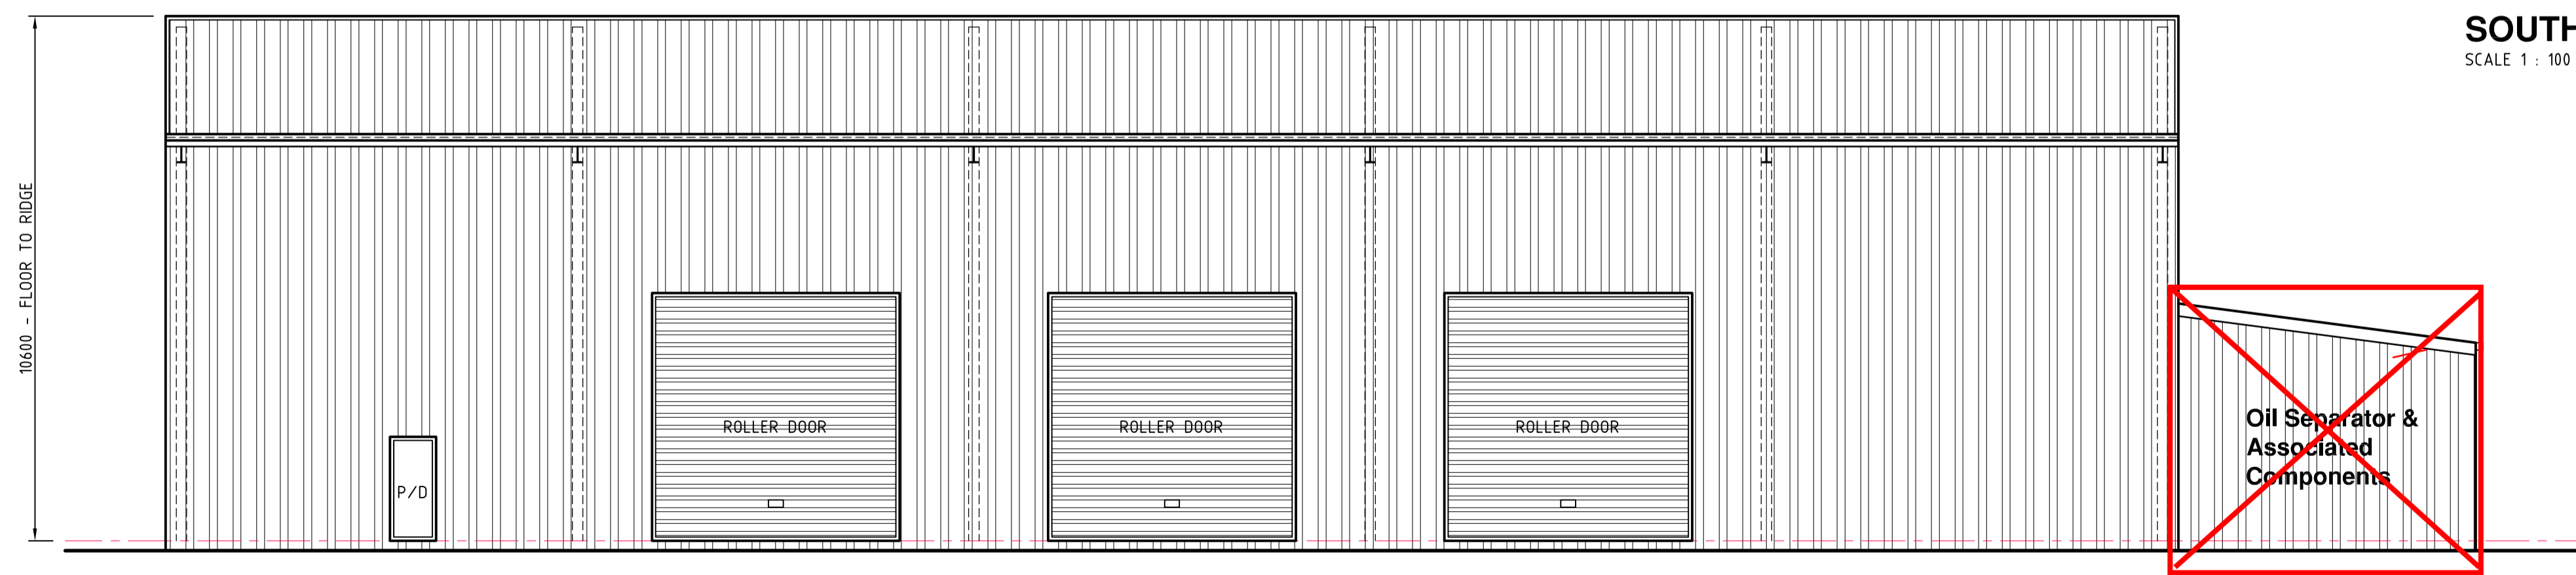 SOUTH
SCALE 1 : 100
10600 - FLOOR TO RIDGE
P/D
ROLLER DOOR
ROLLER DOOR
ROLLER DOOR
Oil Separator &
Associated
Components